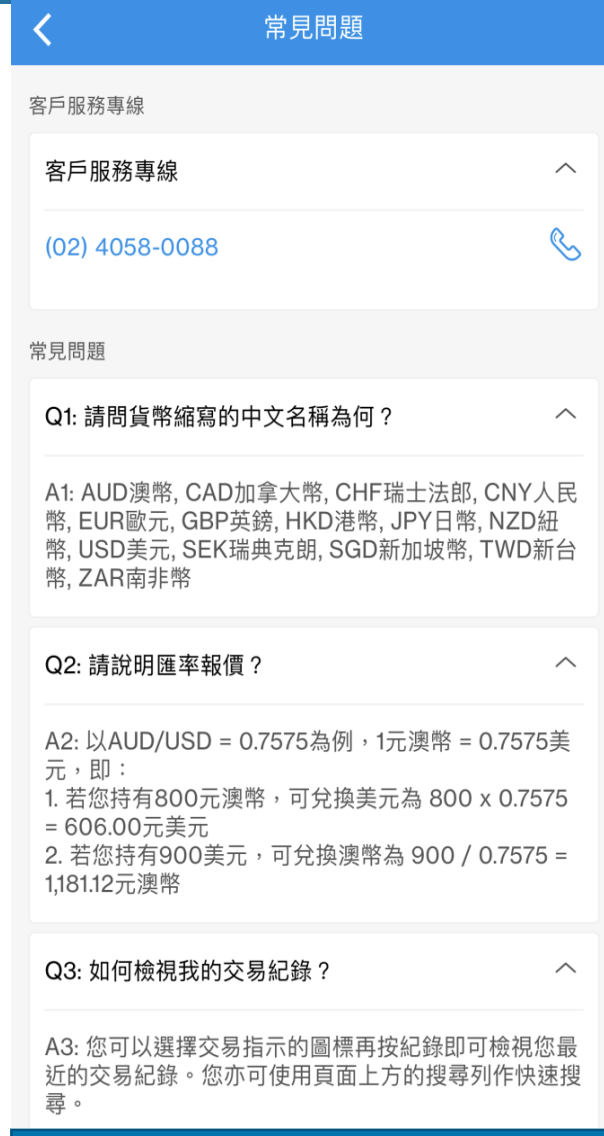 常見問題
客戶服務專線
客戶服務專線
(02) 4058-0088
常見問題
Q1: 請問貨幣縮寫的中文名稱為何？
A1: AUD澳幣, CAD加拿大幣, CHF瑞士法郎, CNY人民
幣, EUR歐元, GBP英鎊, HKD港幣, JPY日幣, NZD紐
幣, USD美元, SEK瑞典克朗, SGD新加坡幣, TWD新台
幣, ZAR南非幣
Q2: 請說明匯率報價？
A2: 以AUD/USD = 0.7575為例，1元澳幣 = 0.7575美
元，即：
1. 若您持有800元澳幣，可兌換美元為 800 x 0.7575
= 606.00元美元
2. 若您持有900美元，可兌換澳幣為 900 / 0.7575 =
1,181.12元澳幣
Q3: 如何檢視我的交易紀錄？
A3: 您可以選擇交易指示的圖標再按紀錄即可檢視您最
近的交易紀錄。您亦可使用頁面上方的搜尋列作快速搜
尋。